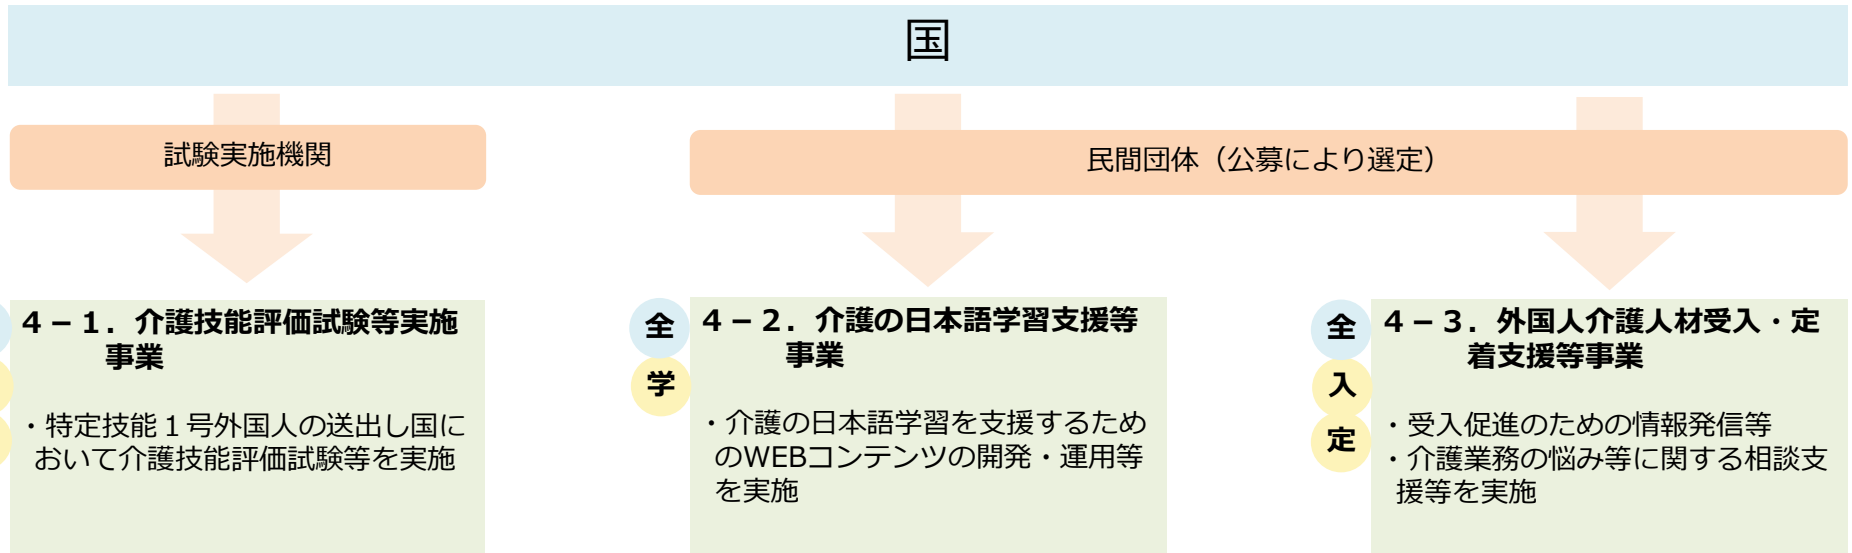 国
試験実施機関
民間団体（公募により選定）
４－１．介護技能評価試験等実施
事業
・特定技能１号外国人の送出し国に
おいて介護技能評価試験等を実施
全
学
４－２．介護の日本語学習支援等
事業
・介護の日本語学習を支援するため
のWEBコンテンツの開発・運用等
を実施
全
入
定
４－３．外国人介護人材受入・定
着支援等事業
・受入促進のための情報発信等
・介護業務の悩み等に関する相談支
援等を実施